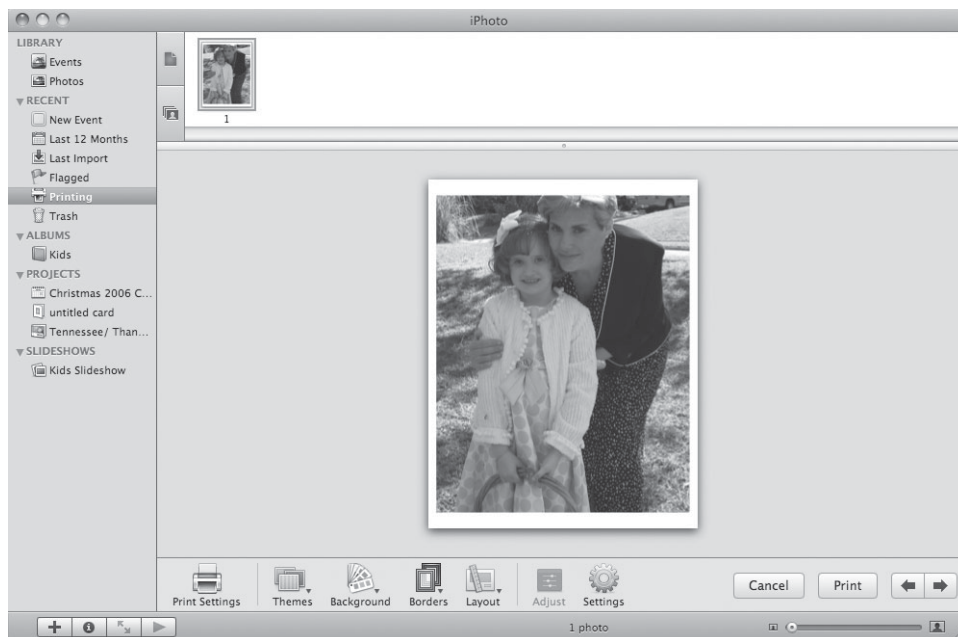 iPhoto
LIBRARY
Events
Photos
RECENT
New Event
Last 12 Months
Last Import
Flagged
Printing
Trash
ALBUMS
Kids
PROJECTS
Christmas 2006 C...
untitled card
Tennessee/ Than...
SLIDESHOWS
Kids Slideshow
1
Print Settings
Themes
Background
Borders
Layout
Adjust
Settings
Cancel
Print
1 photo